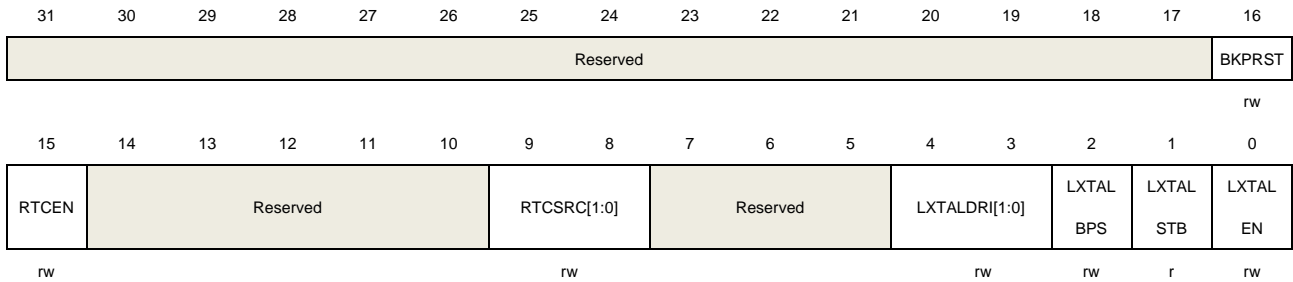 31 30 29 28 27 26 25 24 23 22 21 20 19 18 17 16
Reserved BKPRST
rw
15 14 13 12 11 10 9 8 7 6 5 4 3 2 1 0
RTCEN Reserved RTCSRC[1:0] Reserved LXTALDRI[1:0] LXTAL BPS LXTAL STB LXTAL EN
rw rw rw rw r rw